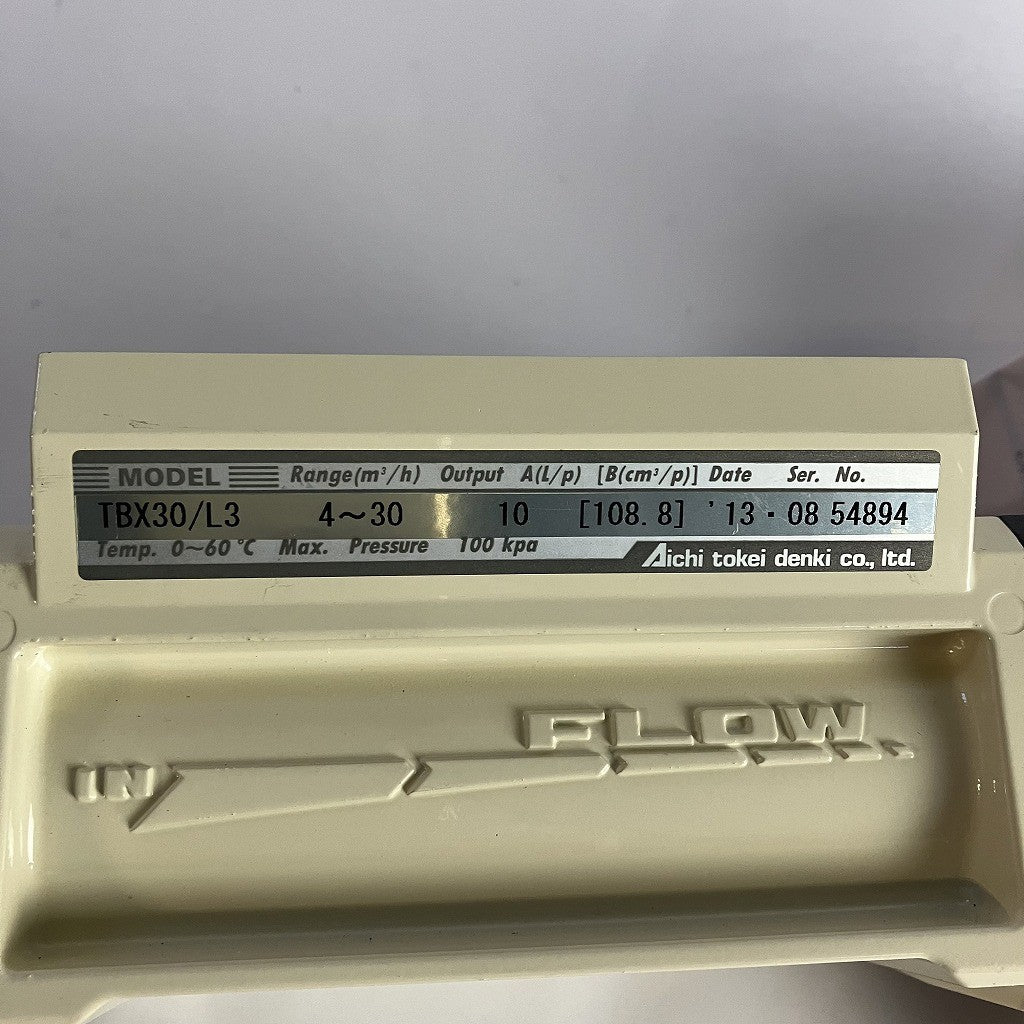 MODEL Range(m³/h) Output A(L/p) [B(cm³/p)] Date Ser. No.
TBX30/L3 4～30 10 [108.8] '13・08 54894
Temp. 0～60℃ Max. Pressure 100 kpa
Aichi tokei denki co., ltd.
FLOW
IN